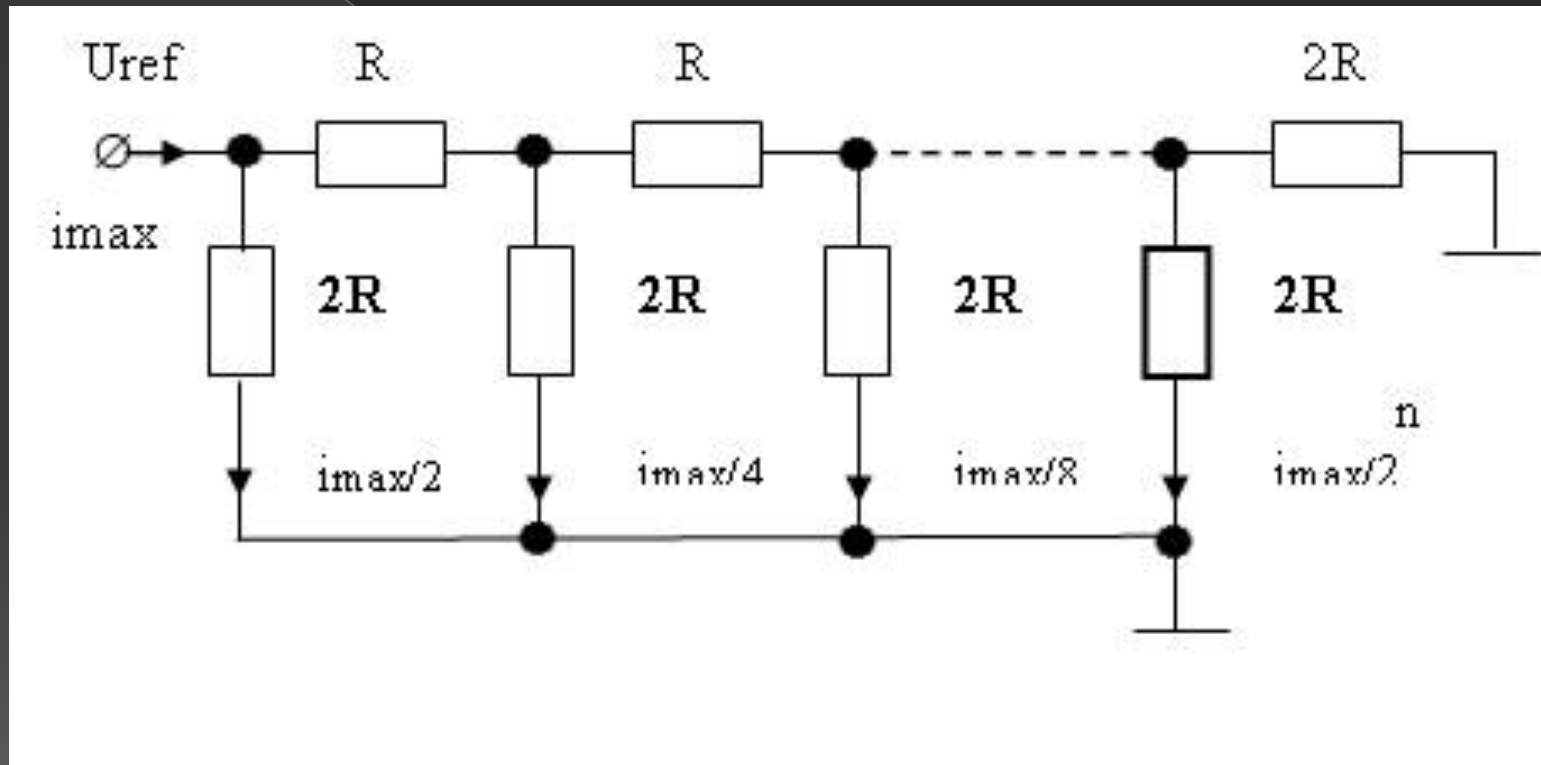 Uref R R 2R
imax
2R 2R 2R 2R
n
imax/2 imax/4 imax/8 imax/2